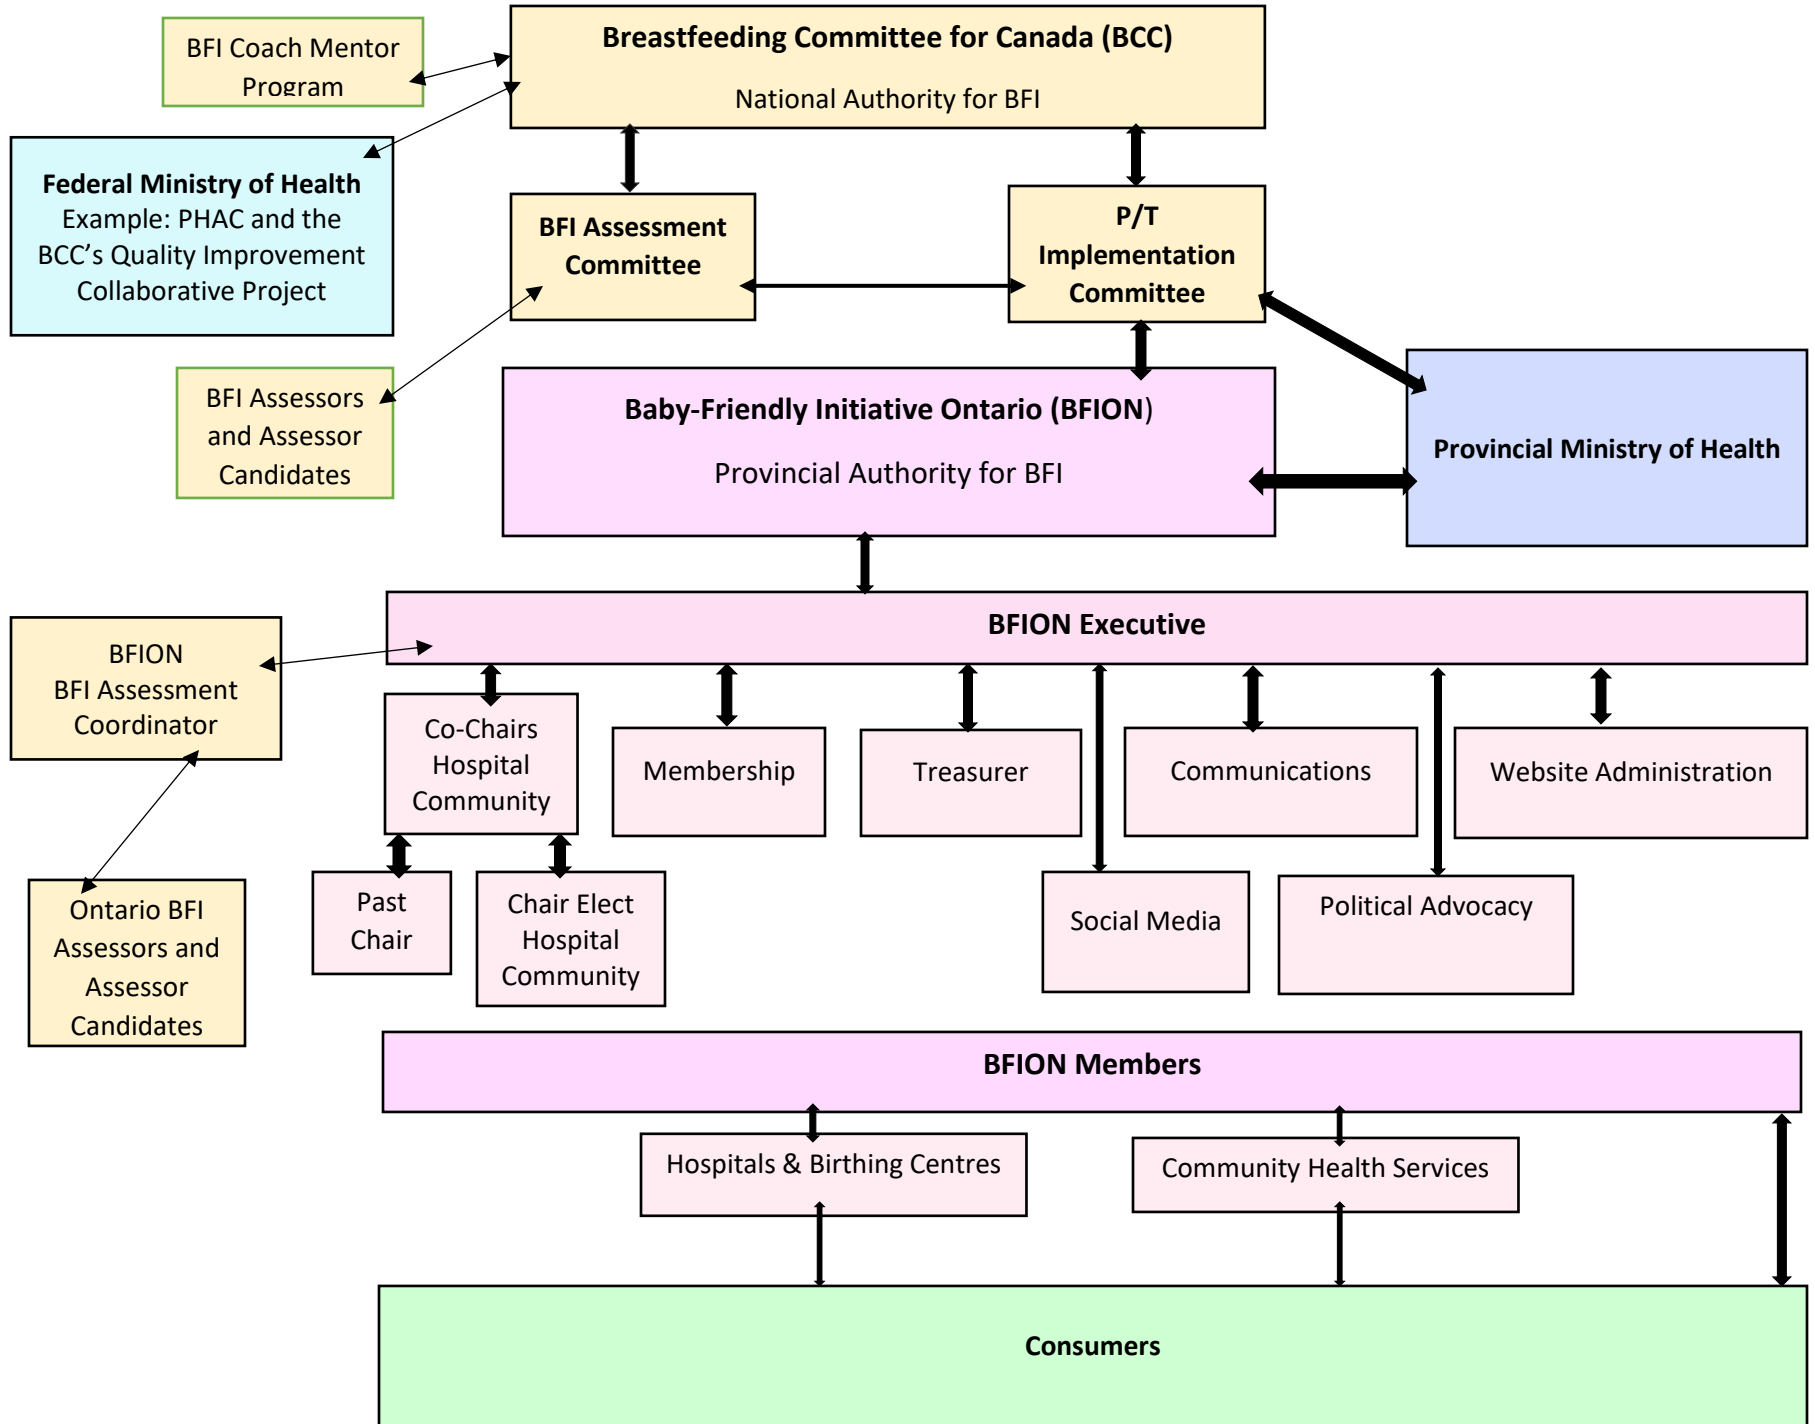 BFI Coach Mentor
Program
Breastfeeding Committee for Canada (BCC)
National Authority for BFI
Federal Ministry of Health
Example: PHAC and the
BCC’s Quality Improvement
Collaborative Project
BFI Assessment
Committee
P/T
Implementation
Committee
BFI Assessors
and Assessor
Candidates
Baby-Friendly Initiative Ontario (BFION)
Provincial Authority for BFI
Provincial Ministry of Health
BFION Executive
BFION
BFI Assessment
Coordinator
Co-Chairs
Hospital
Community
Membership
Treasurer
Communications
Website Administration
Past
Chair
Chair Elect
Hospital
Community
Social Media
Political Advocacy
Ontario BFI
Assessors and
Assessor
Candidates
BFION Members
Hospitals & Birthing Centres
Community Health Services
Consumers